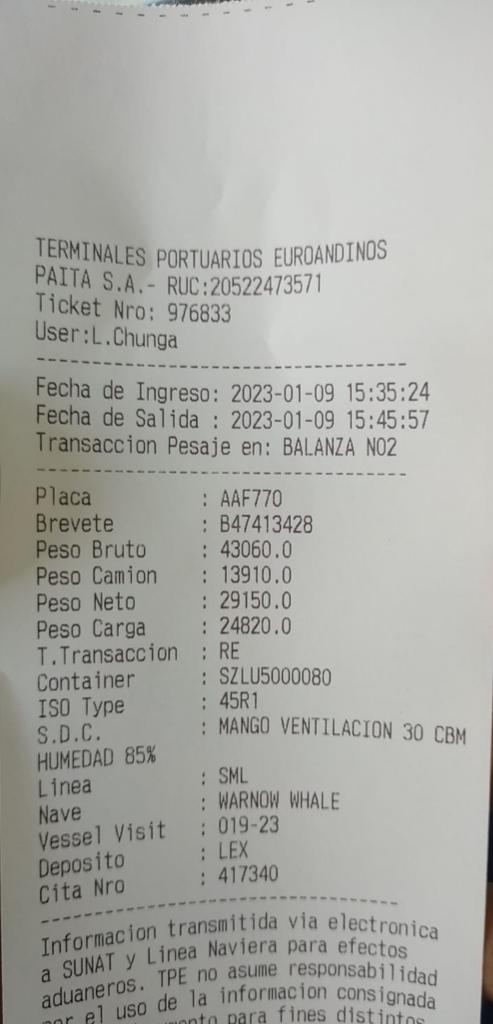 TERMINALES PORTUARIOS EUROANDINOS
PAITA S.A.- RUC:20522473571
Ticket Nro: 976833
User:L.Chunga
Fecha de Ingreso: 2023-01-09 15:35:24
Fecha de Salida : 2023-01-09 15:45:57
Transaccion Pesaje en: BALANZA NO2
Placa : AAF770
Brevete : B47413428
Peso Bruto : 43060.0
Peso Camion : 13910.0
Peso Neto : 29150.0
Peso Carga : 24820.0
T.Transaccion : RE
Container : SZLU5000080
ISO Type : 45R1
S.D.C. : MANGO VENTILACION 30 CBM
HUMEDAD 85%
Linea : SML
Nave : WARNOW WHALE
Vessel Visit : 019-23
Deposito : LEX
Cita Nro : 417340
Informacion transmitida via electronica
a SUNAT y Linea Naviera para efectos
aduaneros. TPE no asume responsabilidad
por el uso de la informacion consignada
para fines distintos